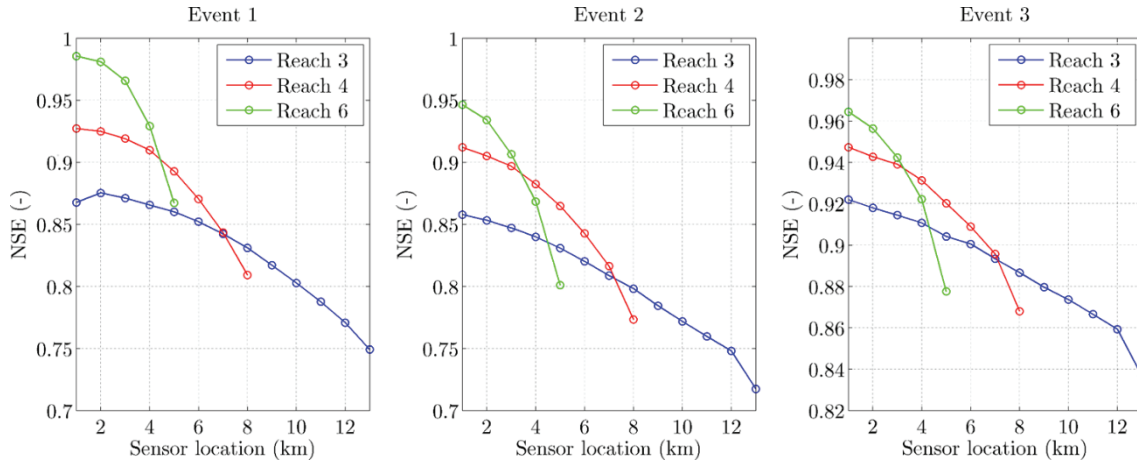 Event 1
Event 2
Event 3
NSE (-)
1
0.95
0.9
0.85
0.8
0.75
0.7
2 4 6 8 10 12
Sensor location (km)
Reach 3
Reach 4
Reach 6
NSE (-)
1
0.95
0.9
0.85
0.8
0.75
0.7
2 4 6 8 10 12
Sensor location (km)
Reach 3
Reach 4
Reach 6
NSE (-)
0.98
0.96
0.94
0.92
0.9
0.88
0.86
0.84
0.82
2 4 6 8 10 12
Sensor location (km)
Reach 3
Reach 4
Reach 6